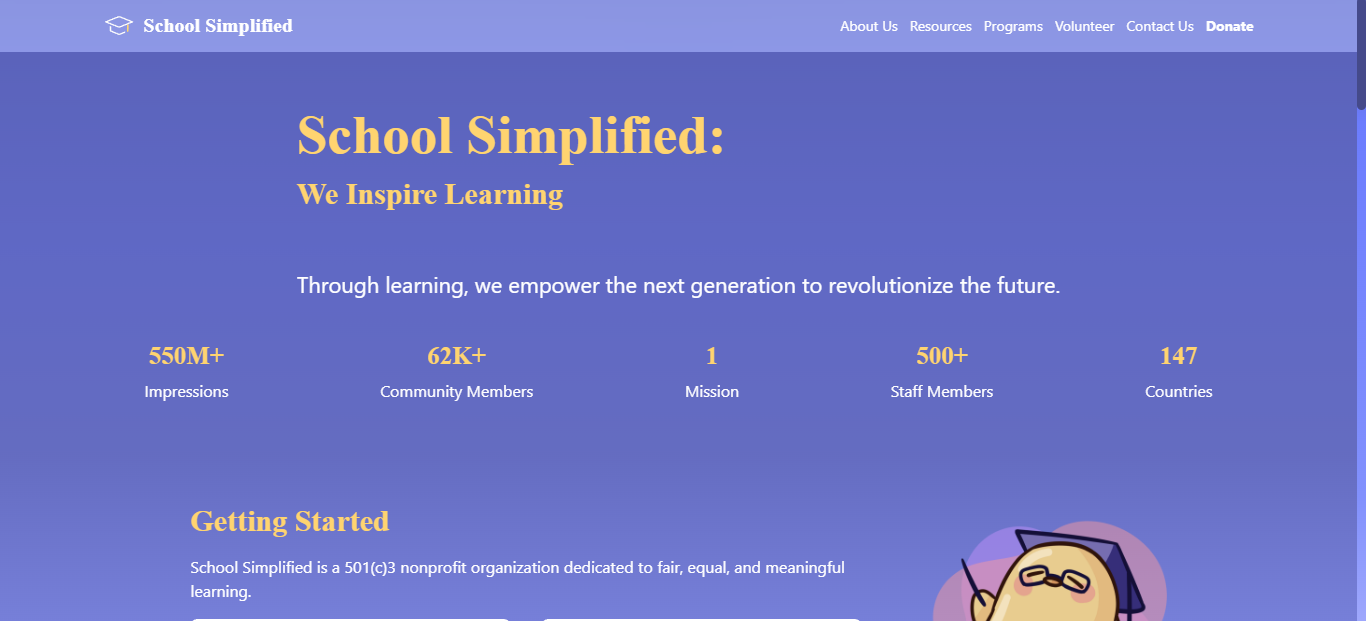 School Simplified
About Us Resources Programs Volunteer Contact Us Donate
School Simplified:
We Inspire Learning
Through learning, we empower the next generation to revolutionize the future.
550M+ 62K+ 1 500+ 147
Impressions Community Members Mission Staff Members Countries
Getting Started
School Simplified is a 501(c)3 nonprofit organization dedicated to fair, equal, and meaningful
learning.